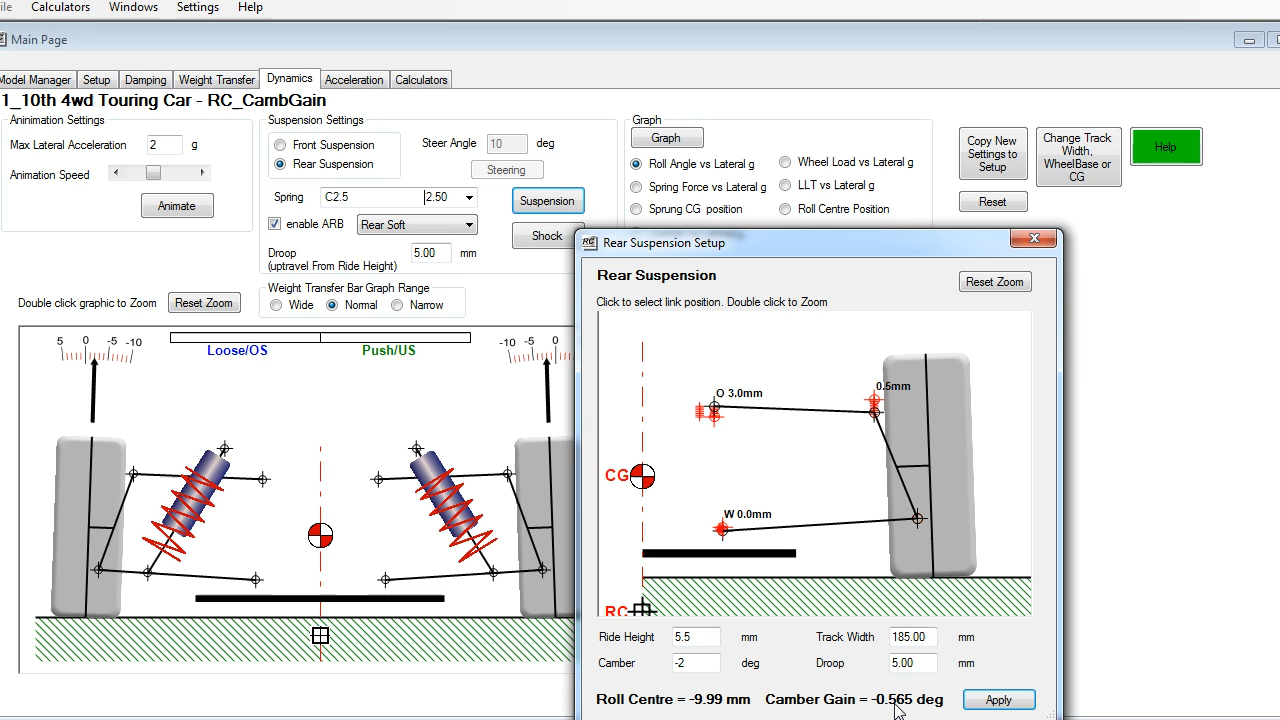 ile Calculators Windows Settings Help
Main Page
Model Manager Setup Damping Weight Transfer Dynamics Acceleration Calculators
1_10th 4wd Touring Car - RC_CambGain
Aninimation Settings
Max Lateral Acceleration 2 g
Animation Speed
Animate
Suspension Settings
Front Suspension
Rear Suspension
Steer Angle 10 deg
Steering
Spring C2.5 2.50
Suspension
enable ARB Rear Soft
Shock
Droop 5.00 mm
(uptravel From Ride Height)
Graph
Graph
Roll Angle vs Lateral g
Wheel Load vs Lateral g
Spring Force vs Lateral g
LLT vs Lateral g
Sprung CG position
Roll Centre Position
Copy New
Settings to
Setup
Change Track
Width,
WheelBase or
CG
Help
Reset
Double click graphic to Zoom Reset Zoom
Weight Transfer Bar Graph Range
Wide Normal Narrow
5 0 -5 -10
Loose/OS Push/US
-10 -5 0
RC Rear Suspension Setup
Rear Suspension
Reset Zoom
Click to select link position. Double click to Zoom
O 3.0mm
0.5mm
CG
W 0.0mm
RC
Ride Height 5.5 mm Track Width 185.00 mm
Camber -2 deg Droop 5.00 mm
Roll Centre = -9.99 mm Camber Gain = -0.565 deg Apply